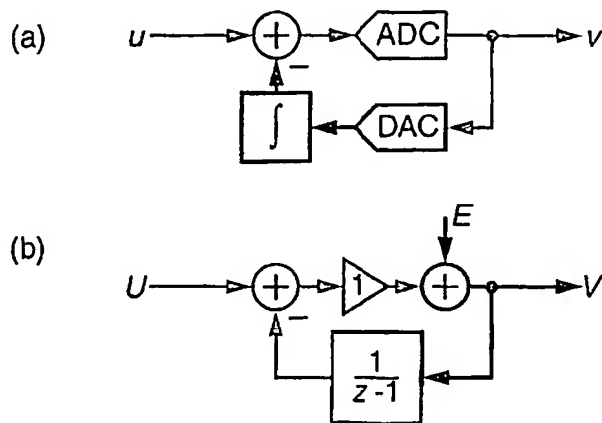 (a)
u + ADC v
−
∫ DAC
(b)
E
U + 1 + V
−
1
z - 1